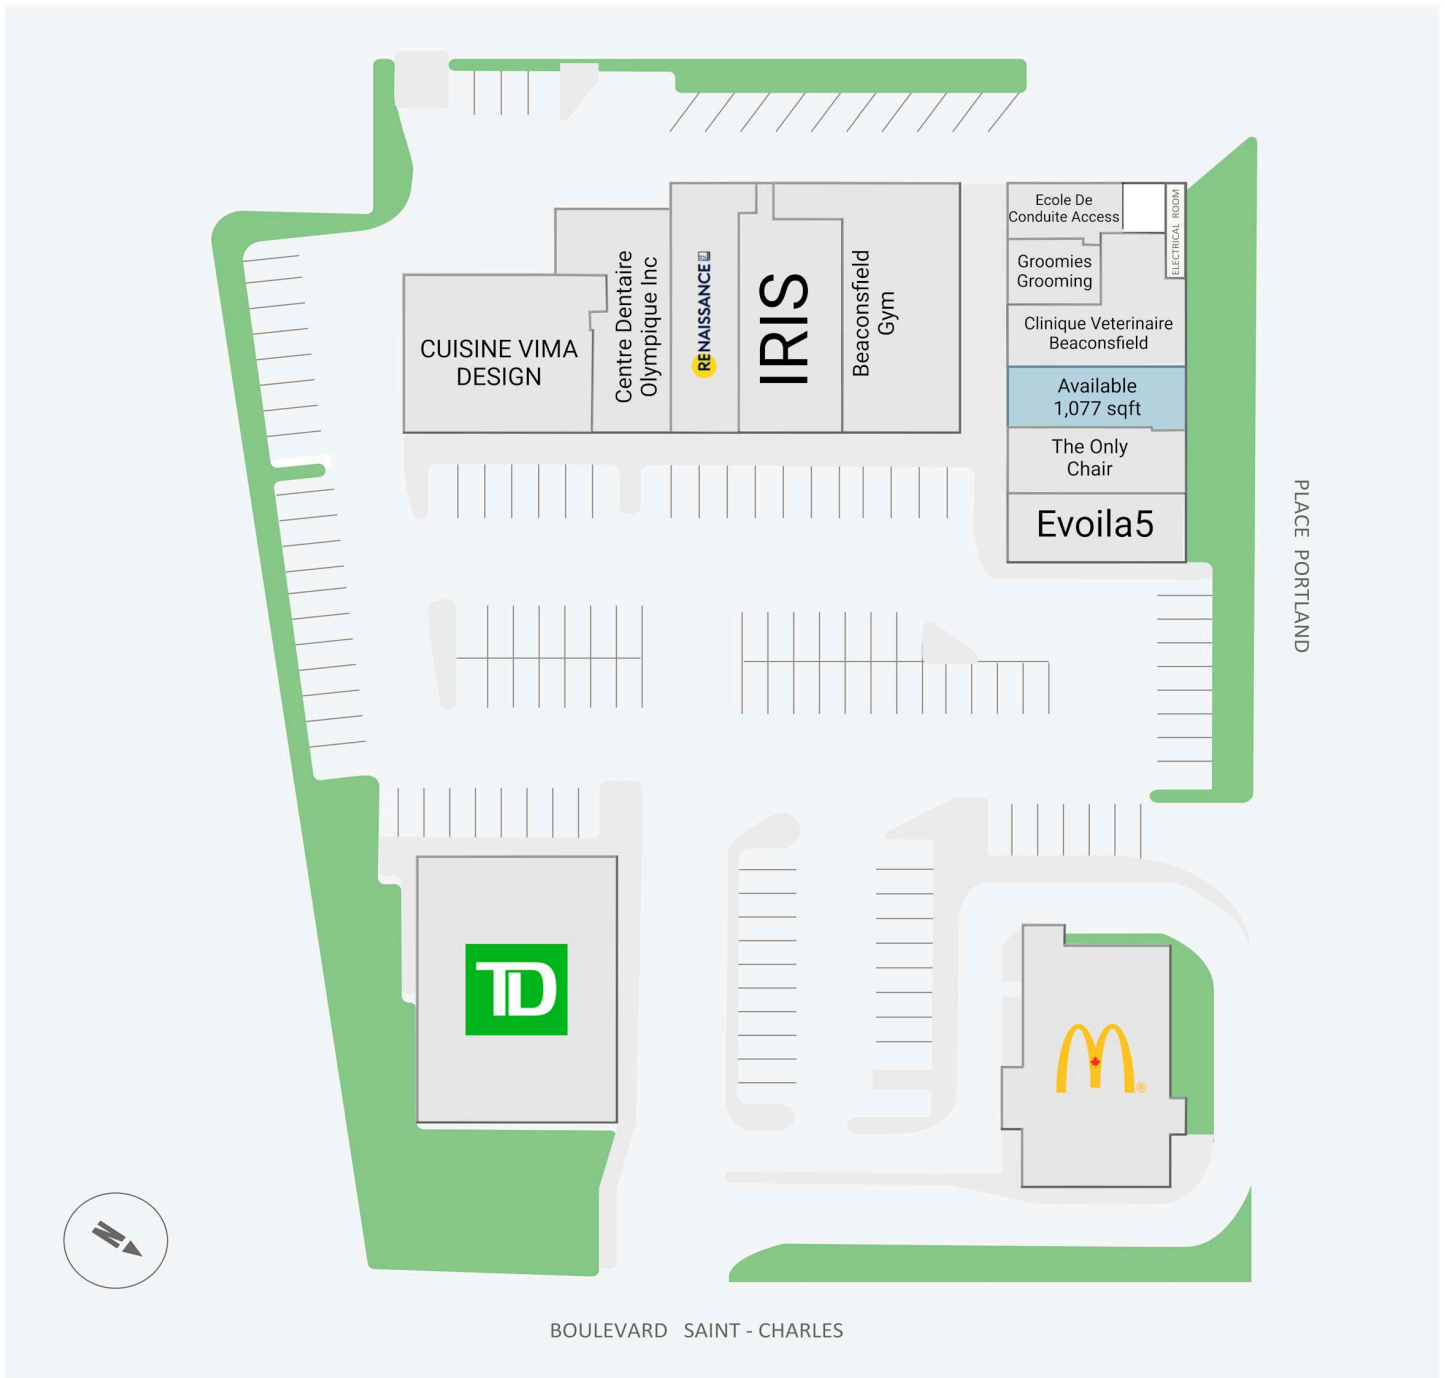 Ecole De
Conduite Access
ELECTRICAL ROOM
Groomies
Grooming
Clinique Veterinaire
Beaconsfield
Available
1,077 sqft
The Only
Chair
Evoila5
CUISINE VIMA
DESIGN
Centre Dentaire
Olympique Inc
RENAISSANCE
IRIS
Beaconsfield
Gym
PLACE PORTLAND
TD
M
®
N
BOULEVARD SAINT - CHARLES